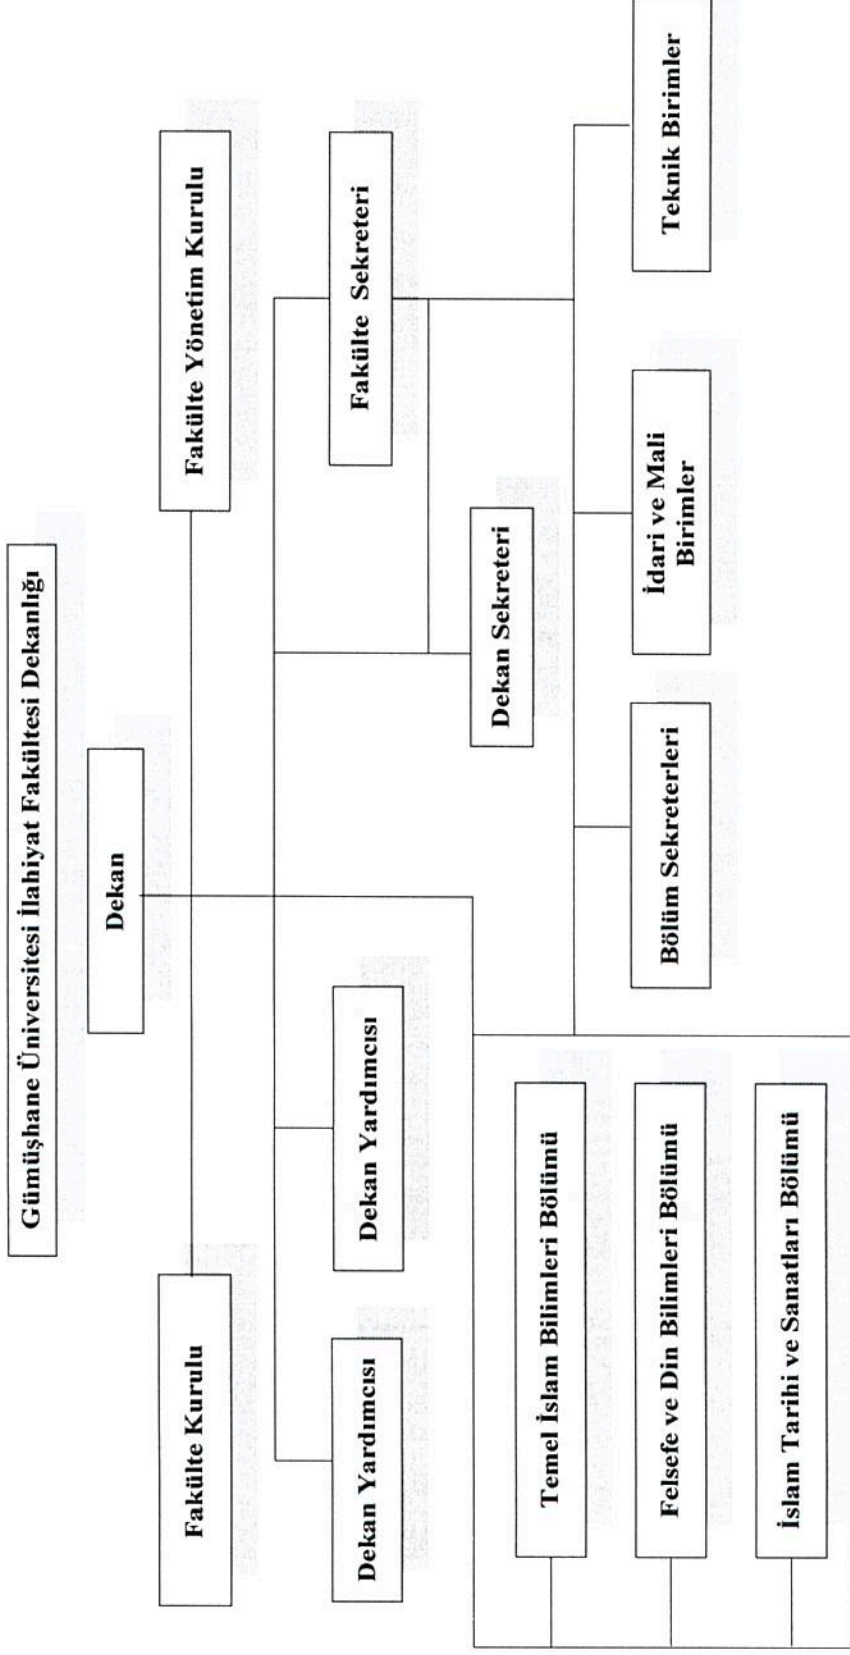 Gümüşhane Üniversitesi İlahiyat Fakültesi Dekanlığı
Dekan
Fakülte Kurulu
Fakülte Yönetim Kurulu
Dekan Yardımcısı
Dekan Yardımcısı
Fakülte Sekreteri
Dekan Sekreteri
Temel İslam Bilimleri Bölümü
Felsefe ve Din Bilimleri Bölümü
İslam Tarihi ve Sanatları Bölümü
Bölüm Sekreterleri
İdari ve Mali
Birimler
Teknik Birimler